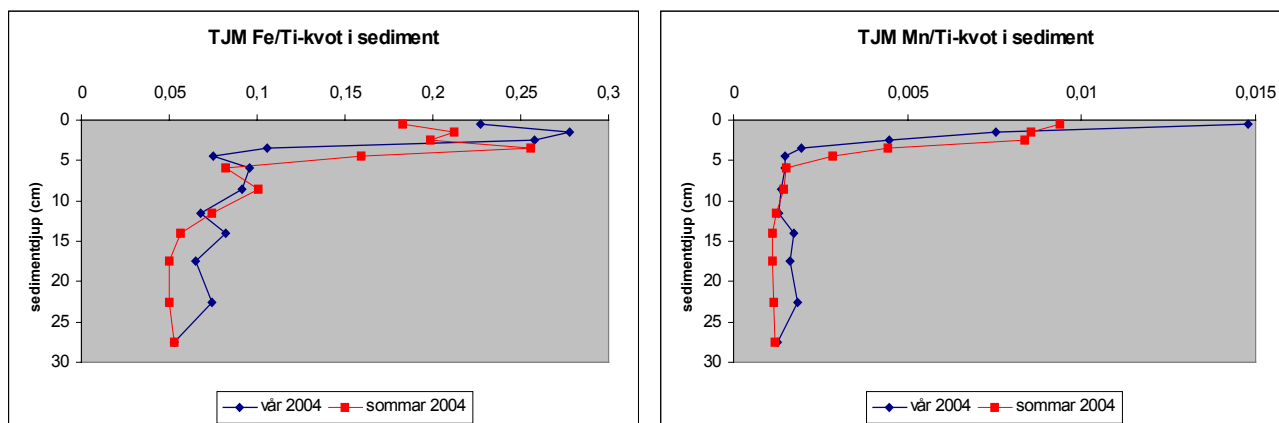 TJM Fe/Ti-kvot i sediment
0 0,05 0,1 0,15 0,2 0,25 0,3
0
5
10
15
20
25
30
sedimentdjup (cm)
vår 2004 sommar 2004
TJM Mn/Ti-kvot i sediment
0 0,005 0,01 0,015
0
5
10
15
20
25
30
sedimentdjup (cm)
vår 2004 sommar 2004